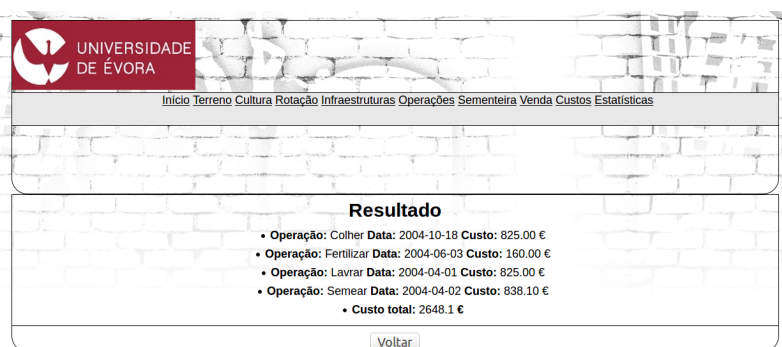 UNIVERSIDADE
DE ÉVORA
Início Terreno Cultura Rotação Infraestruturas Operações Sementeira Venda Custos Estatísticas
Resultado
• Operação: Colher Data: 2004-10-18 Custo: 825.00 €
• Operação: Fertilizar Data: 2004-06-03 Custo: 160.00 €
• Operação: Lavrar Data: 2004-04-01 Custo: 825.00 €
• Operação: Semear Data: 2004-04-02 Custo: 838.10 €
• Custo total: 2648.1 €
Voltar